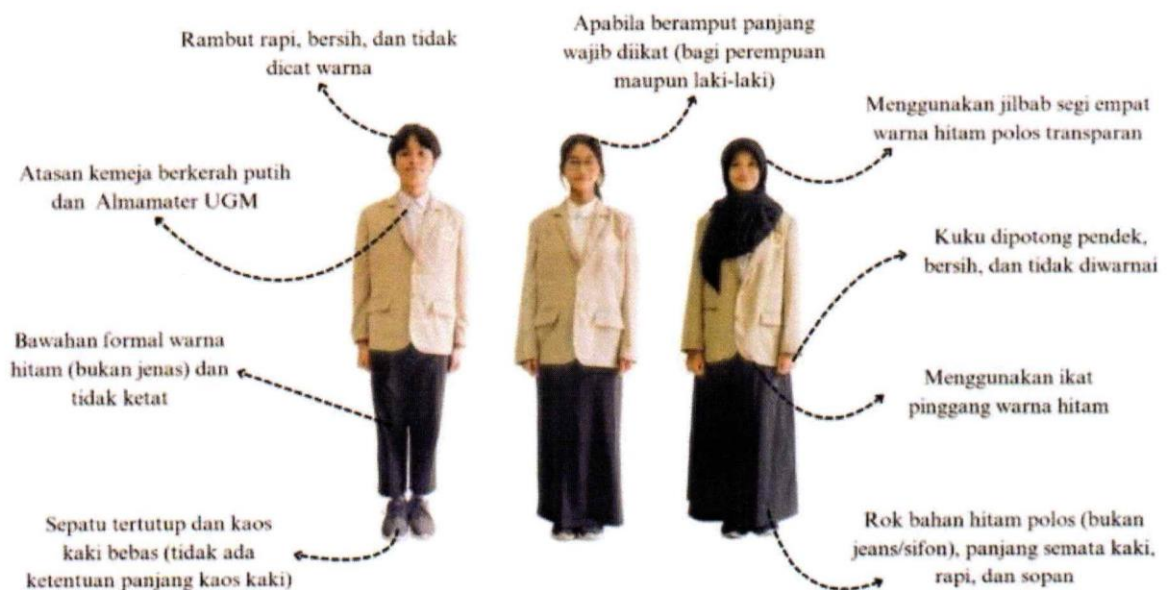 Rambut rapi, bersih, dan tidak
dicat warna
Apabila berambut panjang
wajib diikat (bagi perempuan
maupun laki-laki)
Menggunakan jilbab segi empat
warna hitam polos transparan
Atasan kemeja berkerah putih
dan Almamater UGM
Kuku dipotong pendek,
bersih, dan tidak diwarnai
Bawahan formal warna
hitam (bukan jenas) dan
tidak ketat
Menggunakan ikat
pinggang warna hitam
Sepatu tertutup dan kaos
kaki bebas (tidak ada
ketentuan panjang kaos kaki)
Rok bahan hitam polos (bukan
jeans/sifon), panjang semata kaki,
rapi, dan sopan